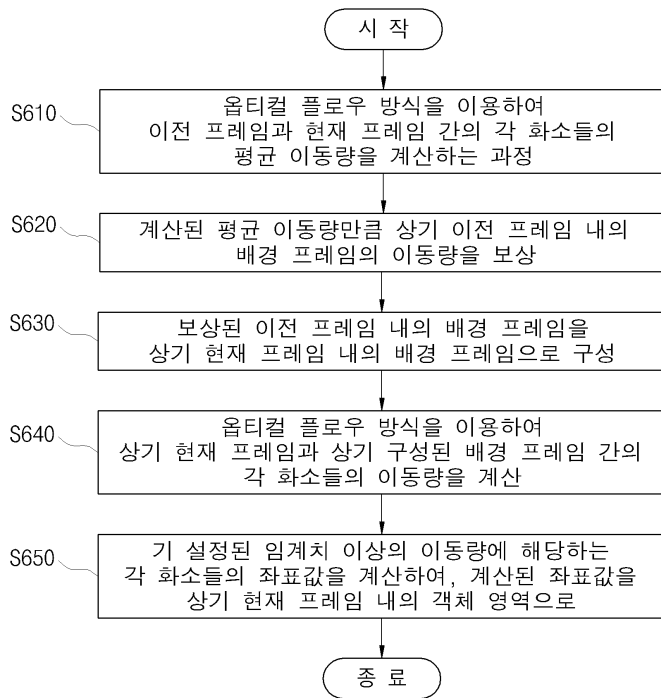 시 작
S610
옵티컬 플로우 방식을 이용하여
이전 프레임과 현재 프레임 간의 각 화소들의
평균 이동량을 계산하는 과정
S620
계산된 평균 이동량만큼 상기 이전 프레임 내의
배경 프레임의 이동량을 보상
S630
보상된 이전 프레임 내의 배경 프레임을
상기 현재 프레임 내의 배경 프레임으로 구성
S640
옵티컬 플로우 방식을 이용하여
상기 현재 프레임과 상기 구성된 배경 프레임 간의
각 화소들의 이동량을 계산
S650
기 설정된 임계치 이상의 이동량에 해당하는
각 화소들의 좌표값을 계산하여, 계산된 좌표값을
상기 현재 프레임 내의 객체 영역으로
종 료